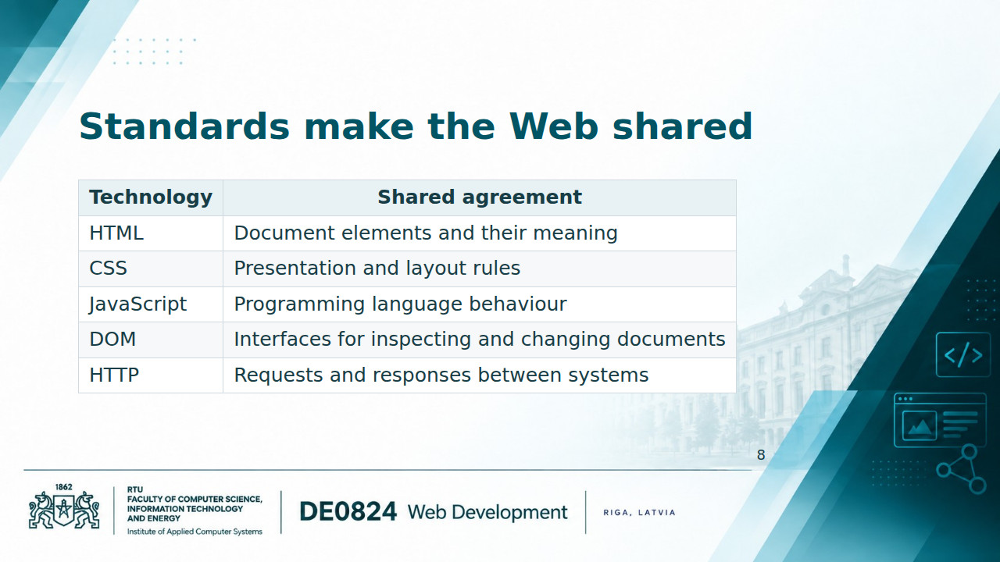 Standards make the Web shared
Technology Shared agreement
HTML Document elements and their meaning
CSS Presentation and layout rules
JavaScript Programming language behaviour
DOM Interfaces for inspecting and changing documents
HTTP Requests and responses between systems
8
1862
RTU
FACULTY OF COMPUTER SCIENCE,
INFORMATION TECHNOLOGY
AND ENERGY
Institute of Applied Computer Systems
DE0824 Web Development
RIGA, LATVIA